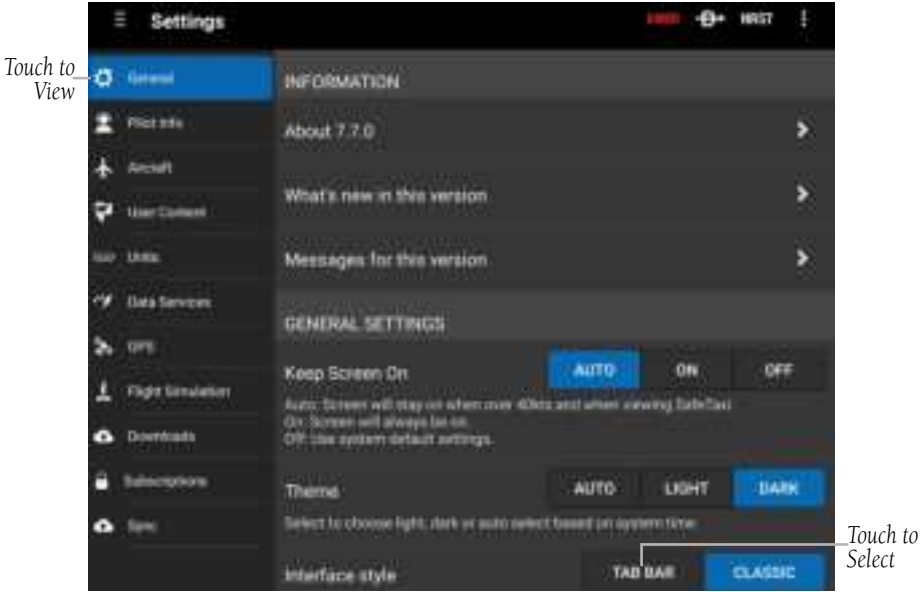 Settings
NRST
Touch to
View
General
Pilot Info
Aircraft
User Content
Units
Data Services
GPS
Flight Simulation
Downloads
Subscriptions
Sync
INFORMATION
About 7.7.0
What's new in this version
Messages for this version
GENERAL SETTINGS
Keep Screen On
AUTO
ON
OFF
Auto: Screen will stay on when over 40kts and when viewing SafeTaxi.
On: Screen will always be on.
Off: Use system default settings.
Theme
AUTO
LIGHT
DARK
Select to choose light, dark or auto select based on system time.
Interface style
TAB BAR
CLASSIC
Touch to
Select